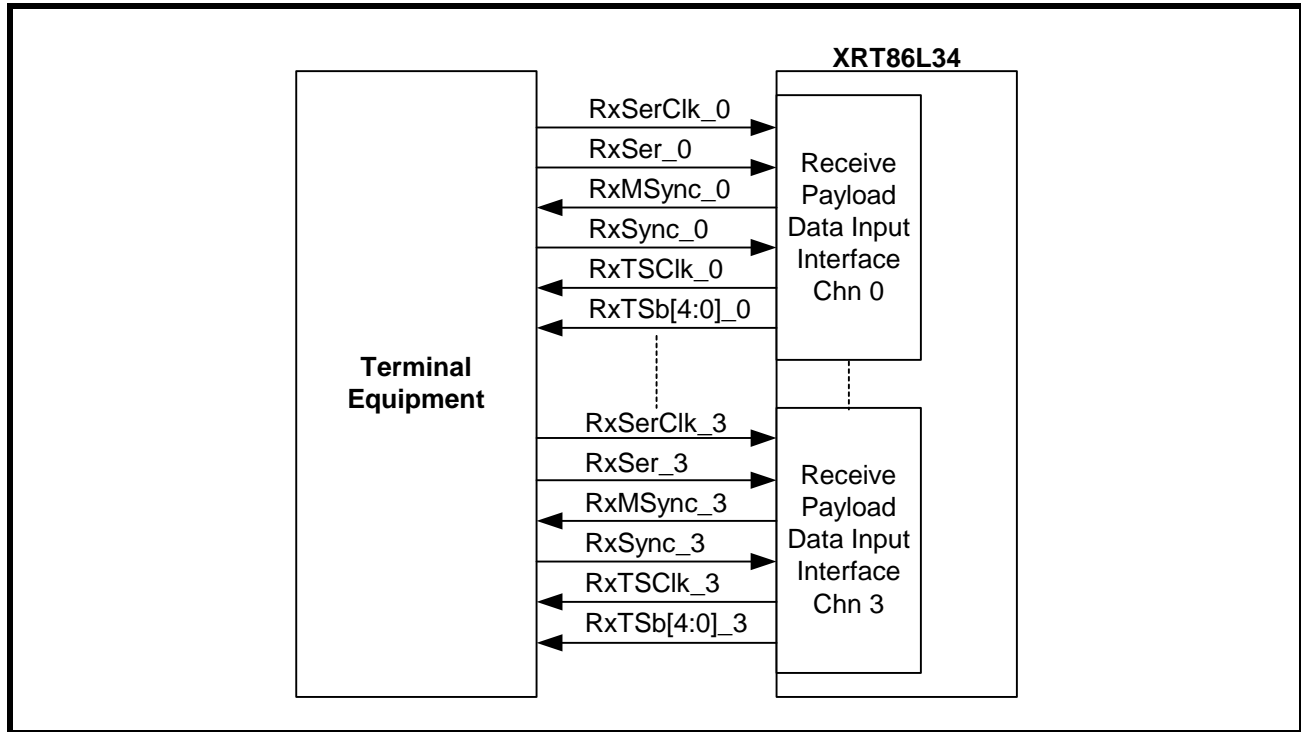 XRT86L34
RxSerClk_0
RxSer_0
RxMSync_0
RxSync_0
RxTSClk_0
RxTSb[4:0]_0
Receive
Payload
Data Input
Interface
Chn 0
Terminal
Equipment
RxSerClk_3
RxSer_3
RxMSync_3
RxSync_3
RxTSClk_3
RxTSb[4:0]_3
Receive
Payload
Data Input
Interface
Chn 3